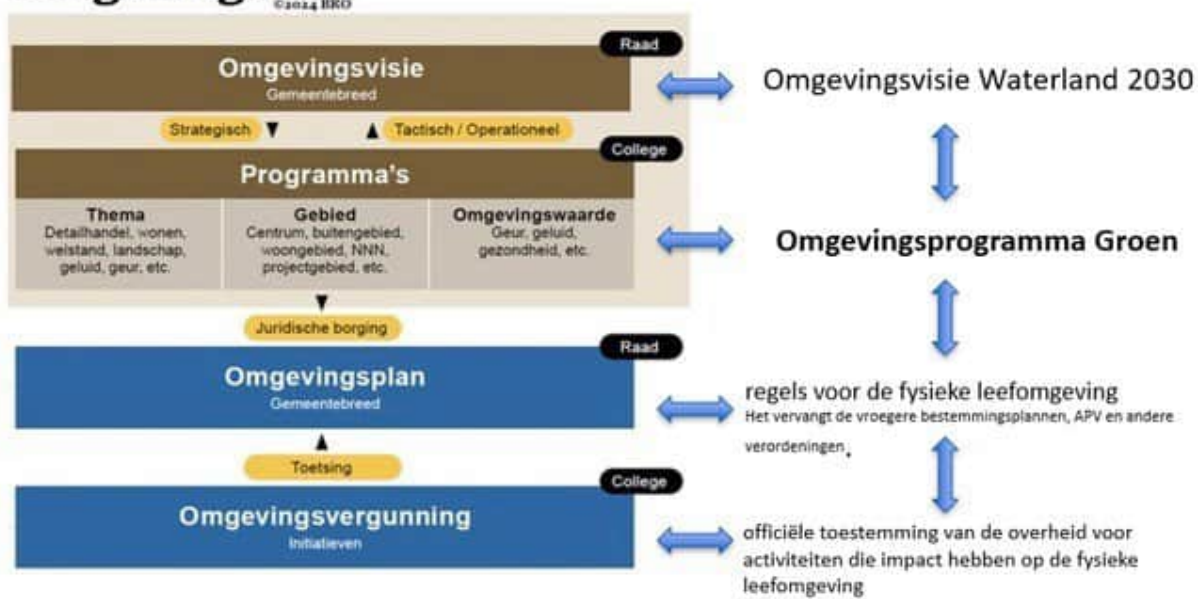 ©2024 BRO
Raad
Omgevingsvisie
Gemeentebreed
Omgevingsvisie Waterland 2030
Strategisch
Tactisch / Operationeel
College
Programma's
Thema
Detailhandel, wonen,
welstand, landschap,
geluid, geur, etc.
Gebied
Centrum, buitengebied,
woongebied, NNN,
projectgebied, etc.
Omgevingswaarde
Geur, geluid,
gezondheid, etc.
Omgevingsprogramma Groen
Juridische borging
Raad
Omgevingsplan
Gemeentebreed
regels voor de fysieke leefomgeving
Het vervangt de vroegere bestemmingsplannen, APV en andere
verordeningen.
Toetsing
College
Omgevingsvergunning
Initiatieven
officiële toestemming van de overheid voor
activiteiten die impact hebben op de fysieke
leefomgeving